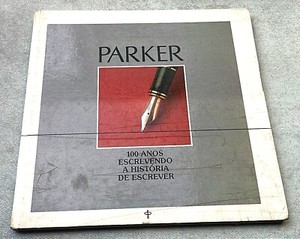 PARKER
100 ANOS
ESCREVENDO
A HISTÓRIA
DE ESCREVER